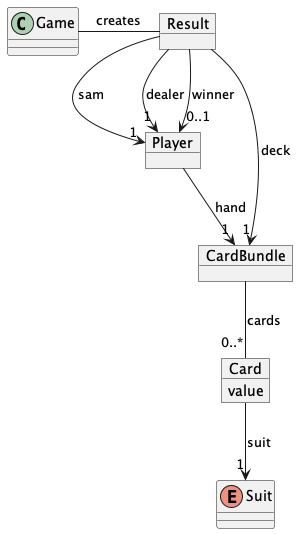 C Game
creates
Result
sam
dealer
winner
1
1
0..1
deck
Player
hand
1
1
CardBundle
cards
0..*
Card
value
suit
1
E Suit